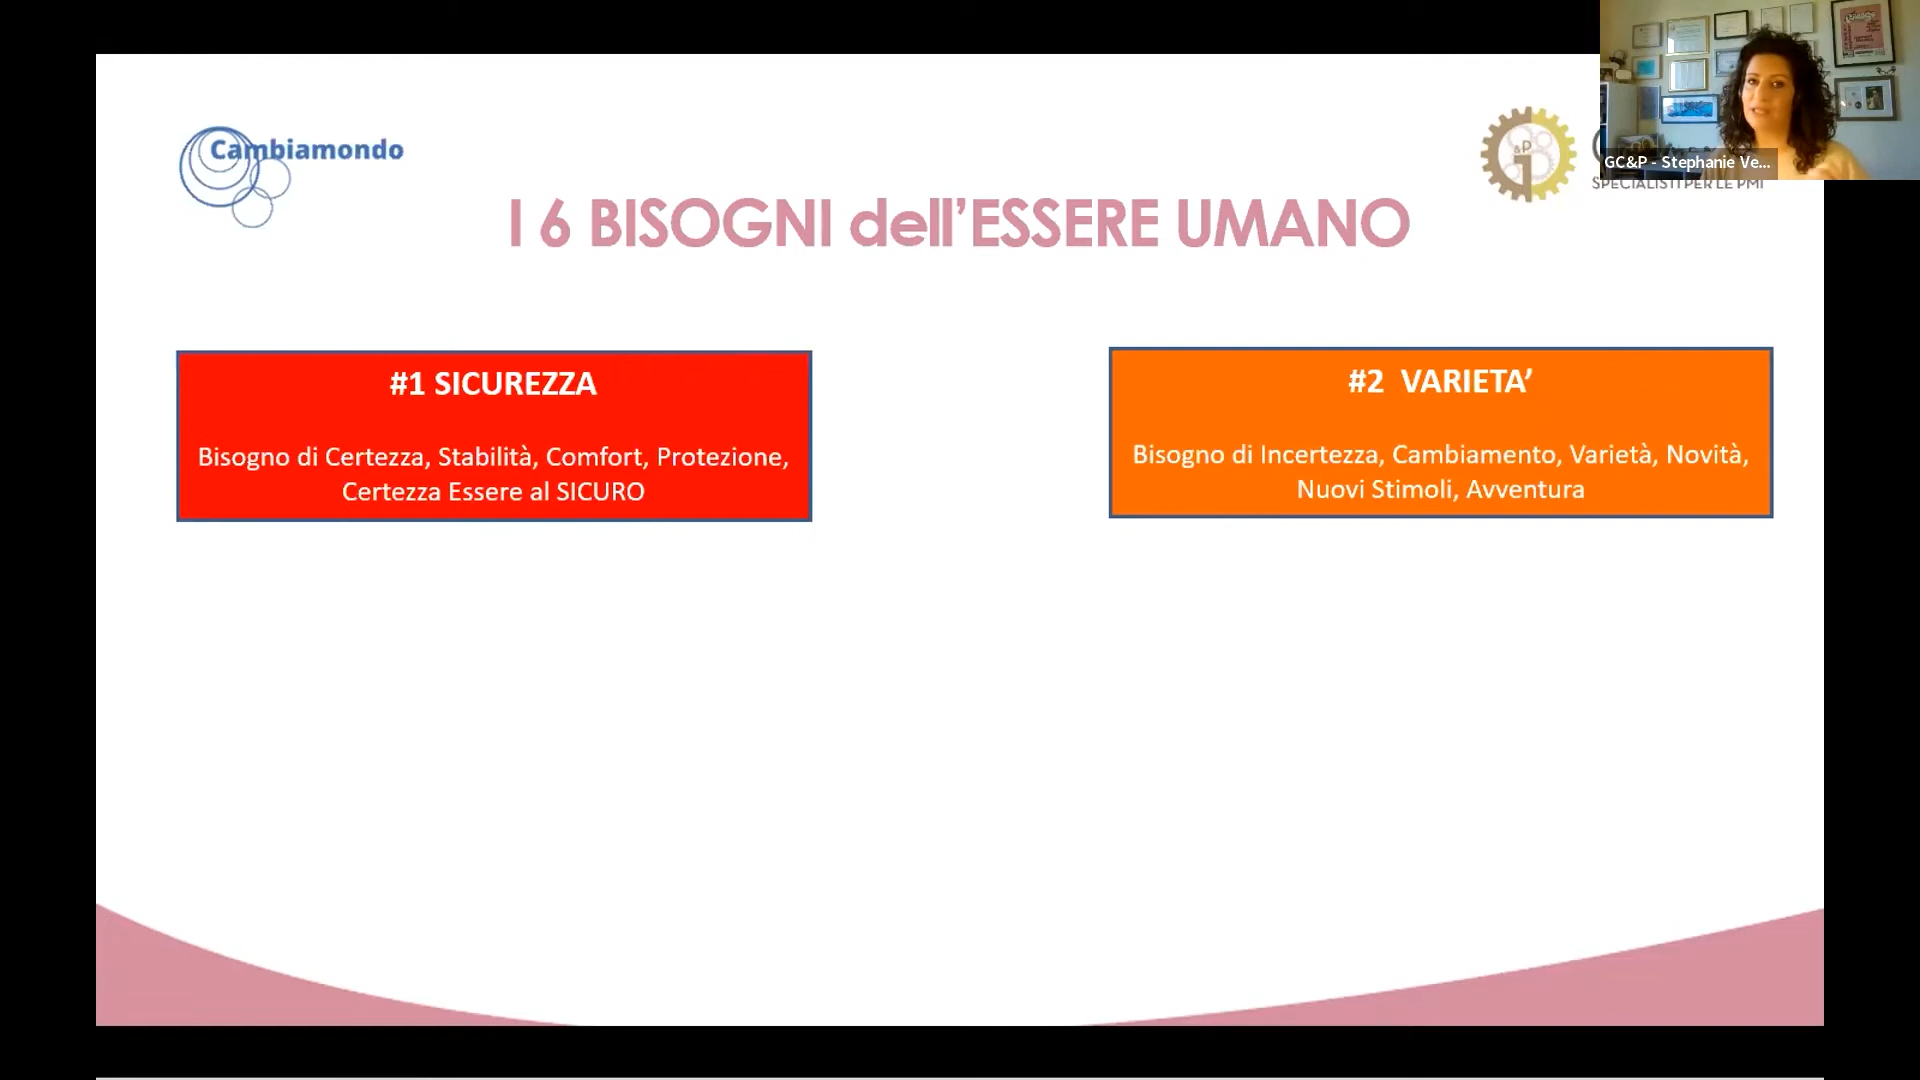 Cambiamondo
&P
GC&P - Stephanie Ve...
SPECIALISTI PER LE PMI
I 6 BISOGNI dell’ESSERE UMANO
#1 SICUREZZA
Bisogno di Certezza, Stabilità, Comfort, Protezione,
Certezza Essere al SICURO
#2 VARIETA’
Bisogno di Incertezza, Cambiamento, Varietà, Novità,
Nuovi Stimoli, Avventura